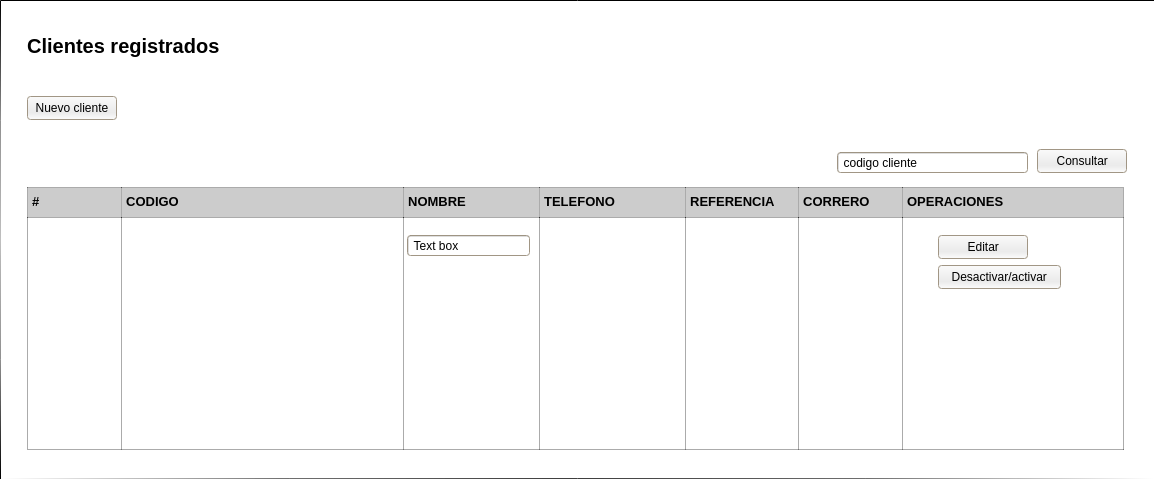 Clientes registrados
Nuevo cliente
codigo cliente Consultar
# CODIGO NOMBRE TELEFONO REFERENCIA CORRERO OPERACIONES
Text box Editar
Desactivar/activar